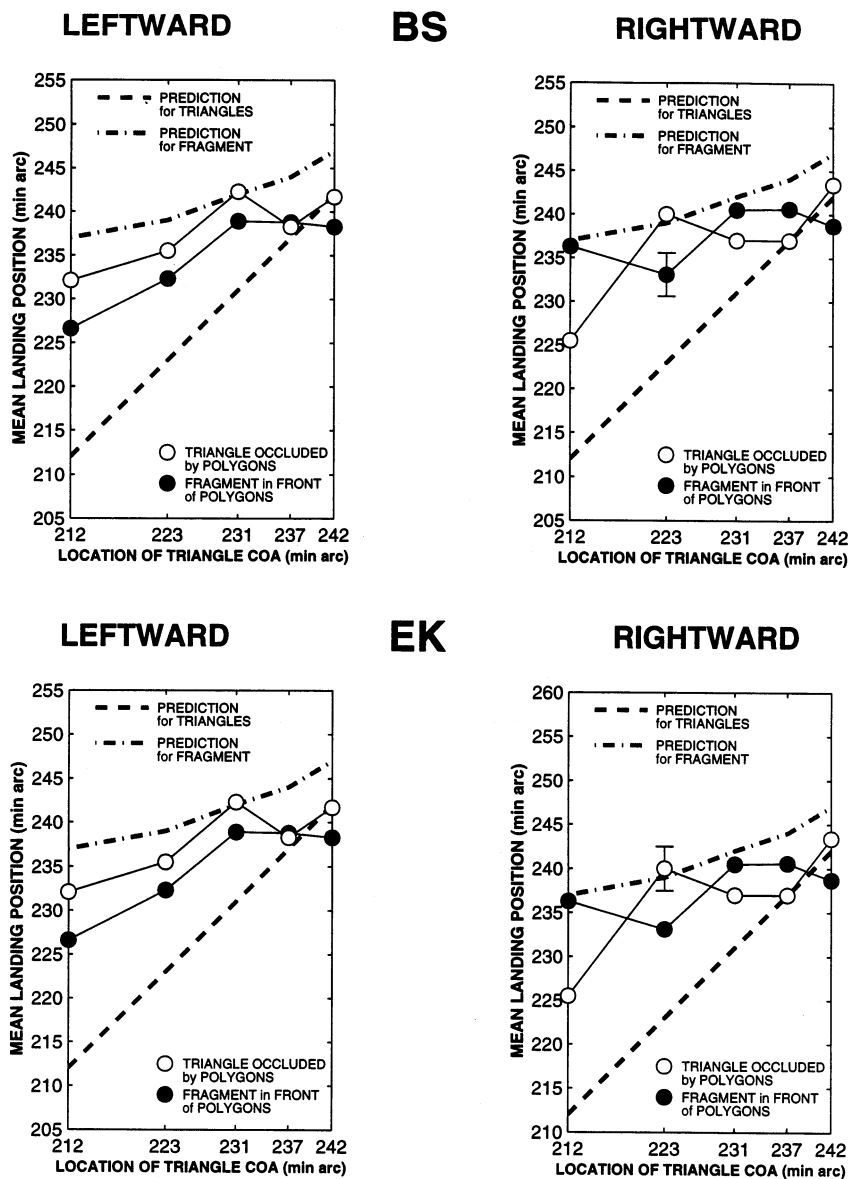 LEFTWARD BS RIGHTWARD
255
250
245
240
235
230
225
220
215
210
205
MEAN LANDING POSITION (min arc)
PREDICTION
for TRIANGLES
PREDICTION
for FRAGMENT
TRIANGLE OCCLUDED
by POLYGONS
FRAGMENT in FRONT
of POLYGONS
212 223 231 237 242
LOCATION OF TRIANGLE COA (min arc)
255
250
245
240
235
230
225
220
215
210
205
MEAN LANDING POSITION (min arc)
PREDICTION
for TRIANGLES
PREDICTION
for FRAGMENT
TRIANGLE OCCLUDED
by POLYGONS
FRAGMENT in FRONT
of POLYGONS
212 223 231 237 242
LOCATION OF TRIANGLE COA (min arc)
LEFTWARD EK RIGHTWARD
255
250
245
240
235
230
225
220
215
210
205
MEAN LANDING POSITION (min arc)
PREDICTION
for TRIANGLES
PREDICTION
for FRAGMENT
TRIANGLE OCCLUDED
by POLYGONS
FRAGMENT in FRONT
of POLYGONS
212 223 231 237 242
LOCATION OF TRIANGLE COA (min arc)
260
255
250
245
240
235
230
225
220
215
210
MEAN LANDING POSITION (min arc)
PREDICTION
for TRIANGLES
PREDICTION
for FRAGMENT
TRIANGLE OCCLUDED
by POLYGONS
FRAGMENT in FRONT
of POLYGONS
212 223 231 237 242
LOCATION OF TRIANGLE COA (min arc)